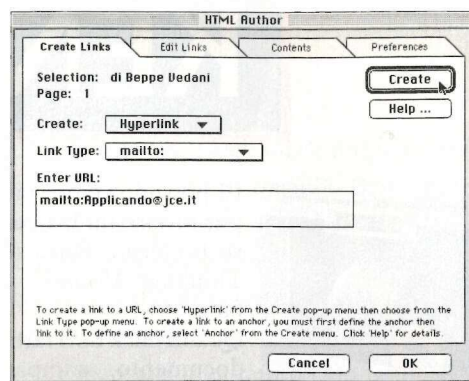 HTML Author
Create Links
Edit Links
Contents
Preferences
Selection: di Beppe Vedani
Page: 1
Create
Help ...
Create: Hyperlink
Link Type: mailto:
Enter URL:
mailto:Applicando@jce.it
To create a link to a URL, choose 'Hyperlink' from the Create pop-up menu then choose from the
Link Type pop-up menu. To create a link to an anchor, you must first define the anchor then
link to it. To define an anchor, select 'Anchor' from the Create menu. Click 'Help' for details.
Cancel
OK